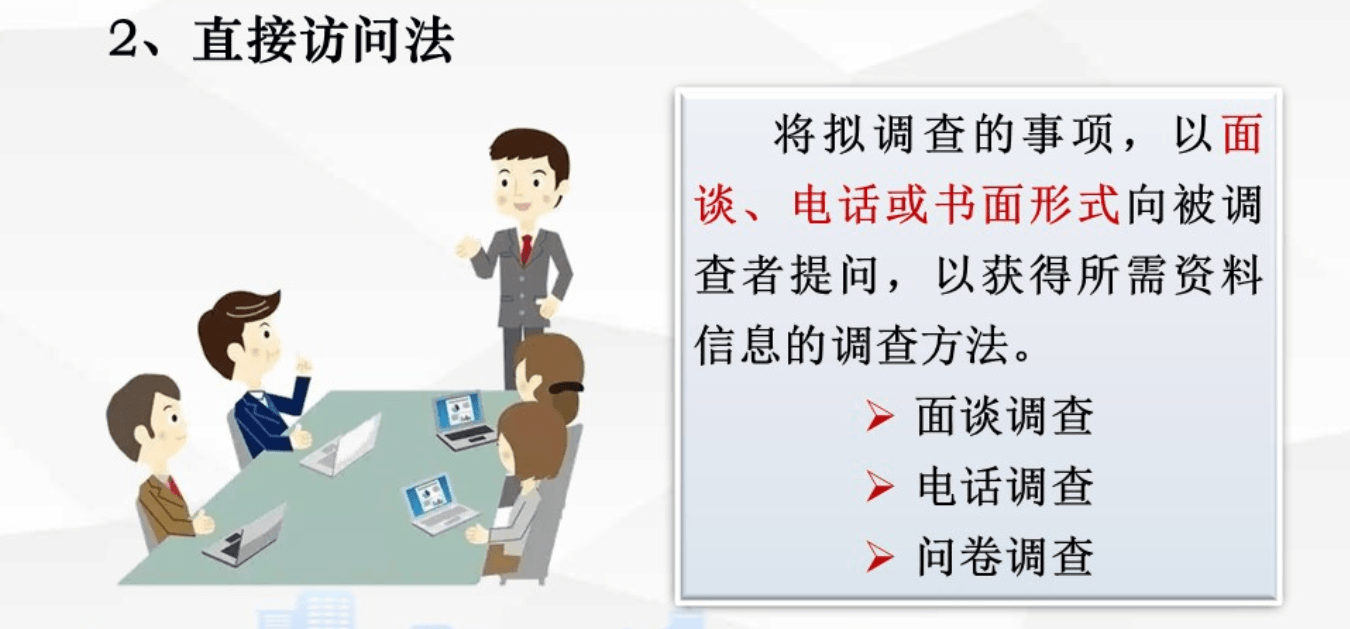 2、直接访问法
将拟调查的事项，以面
谈、电话或书面形式向被调
查者提问，以获得所需资料
信息的调查方法。
面谈调查
电话调查
问卷调查